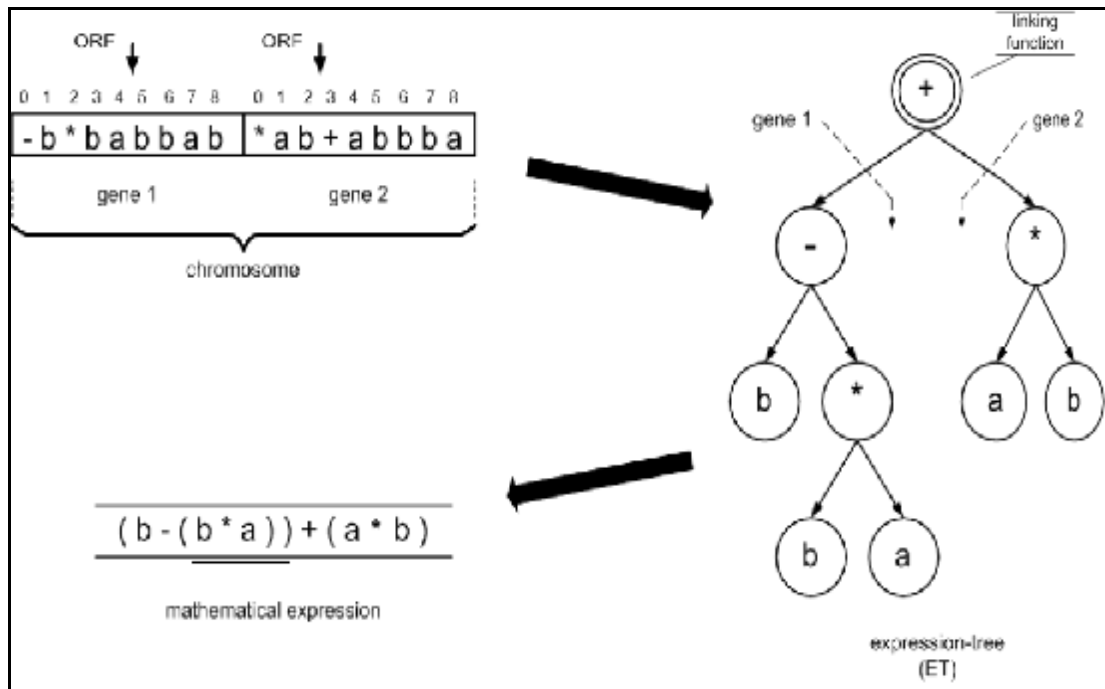 ORF ORF
0 1 2 3 4 5 6 7 8 0 1 2 3 4 5 6 7 8
- b * b a b b a b * a b + a b b b a
gene 1 gene 2
chromosome
linking
function
+
gene 1 gene 2
- *
b * a b
b a
expression-tree
(ET)
( b - ( b * a ) ) + ( a * b )
mathematical expression